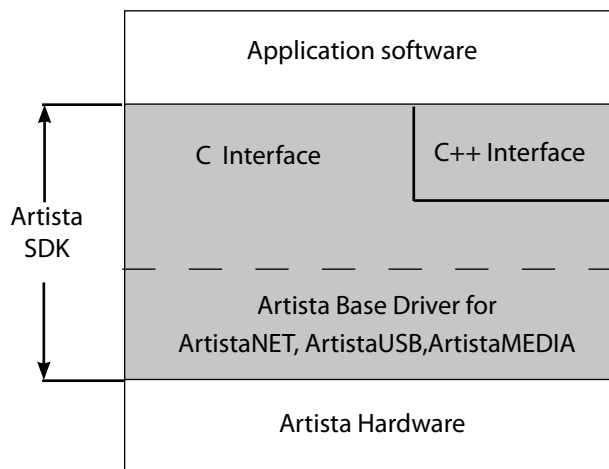 Application software
C Interface
C++ Interface
Artista
SDK
Artista Base Driver for
ArtistaNET, ArtistaUSB,ArtistaMEDIA
Artista Hardware